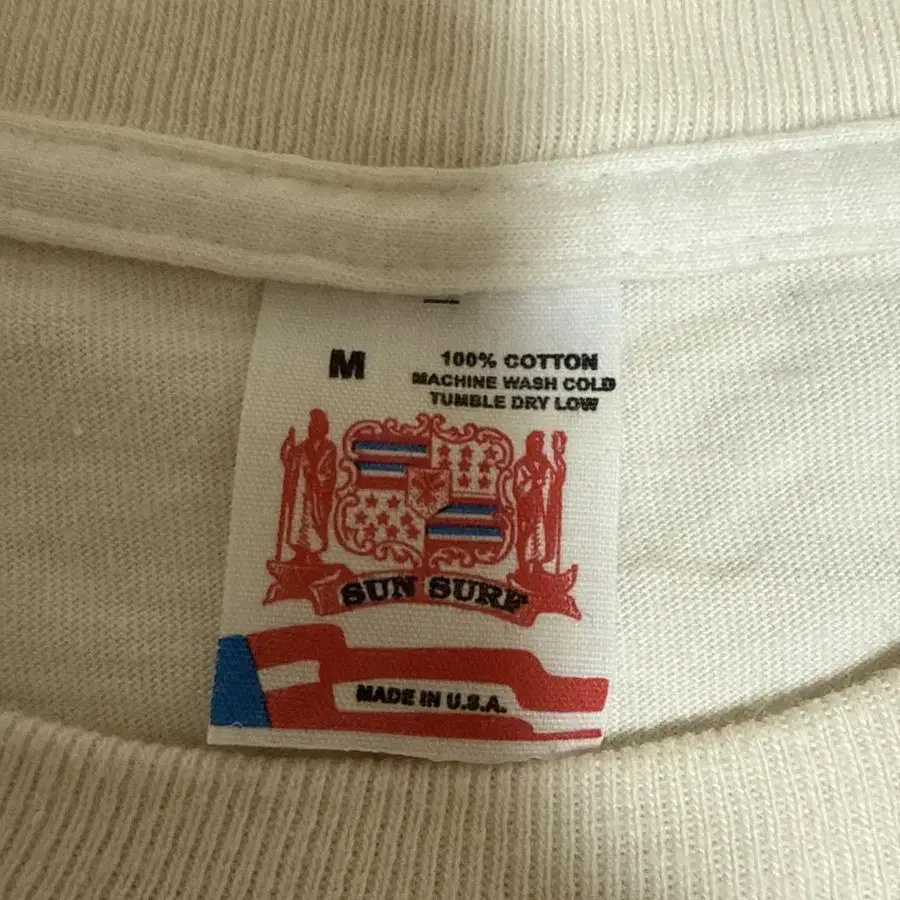 M
100% COTTON
MACHINE WASH COLD
TUMBLE DRY LOW
SUN SURF
MADE IN U.S.A.